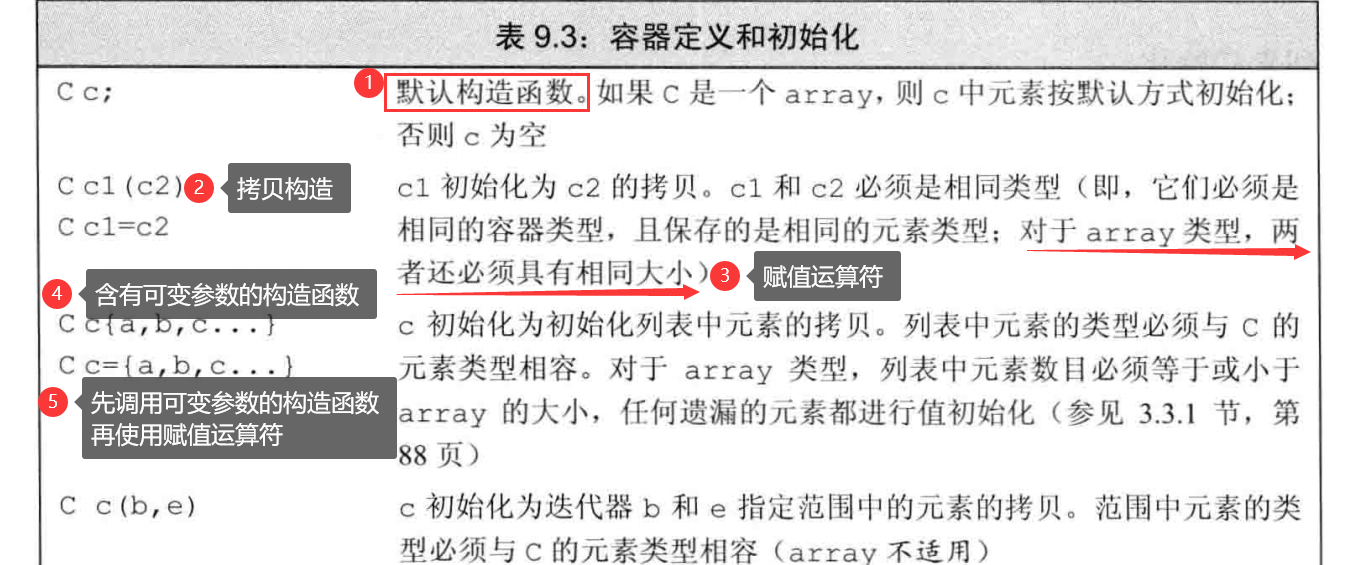 表 9.3：容器定义和初始化
C c;
1
默认构造函数。如果 C 是一个 array，则 c 中元素按默认方式初始化；
否则 c 为空
C c1(c2)
2
拷贝构造
c1 初始化为 c2 的拷贝。c1 和 c2 必须是相同类型（即，它们必须是
C c1=c2
相同的容器类型，且保存的是相同的元素类型；对于 array 类型，两
者还必须具有相同大小）
3
赋值运算符
4
含有可变参数的构造函数
C c{a,b,c...}
c 初始化为初始化列表中元素的拷贝。列表中元素的类型必须与 C 的
C c={a,b,c...}
元素类型相容。对于 array 类型，列表中元素数目必须等于或小于
5
先调用可变参数的构造函数
再使用赋值运算符
array 的大小，任何遗漏的元素都进行值初始化（参见 3.3.1 节，第
88 页）
C c(b,e)
c 初始化为迭代器 b 和 e 指定范围中的元素的拷贝。范围中元素的类
型必须与 C 的元素类型相容（array 不适用）